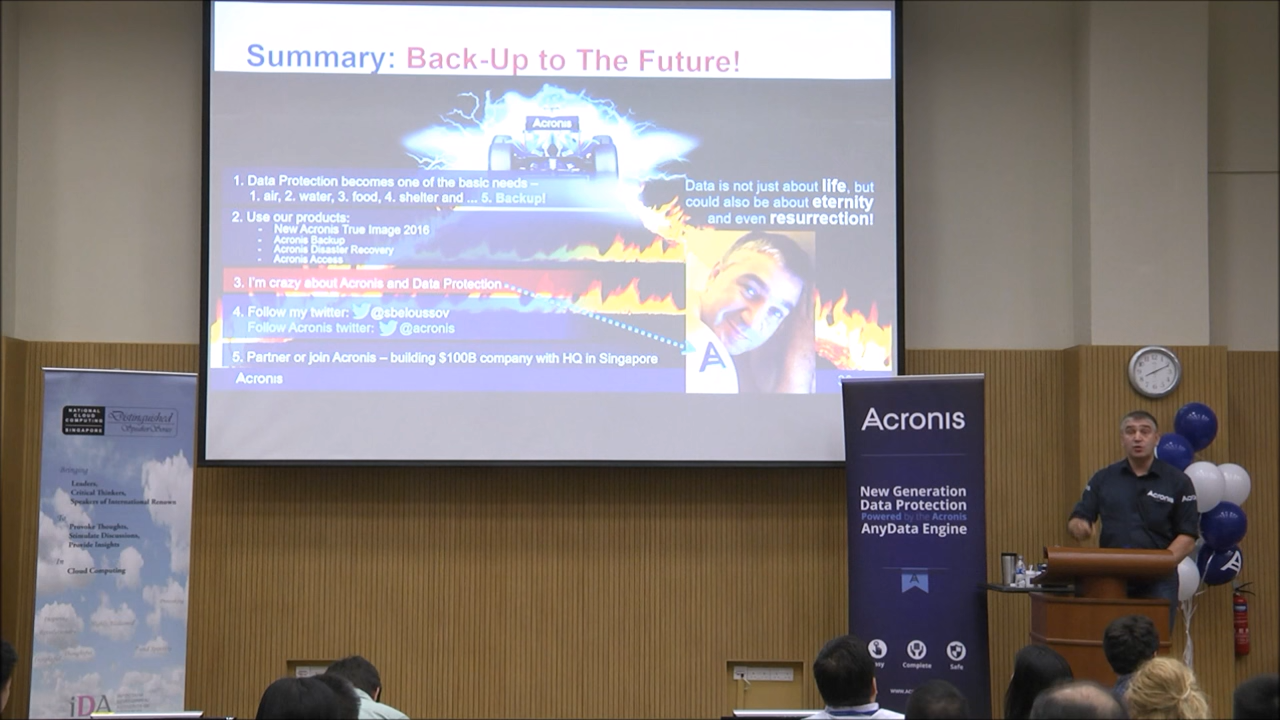 Summary: Back-Up to The Future!
Acronis
1. Data Protection becomes one of the basic needs –
1. air, 2. water, 3. food, 4. shelter and ... 5. Backup!
2. Use our products:
- New Acronis True Image 2016
- Acronis Backup
- Acronis Disaster Recovery
- Acronis Access
3. I'm crazy about Acronis and Data Protection
4. Follow my twitter: @sbeloussov
Follow Acronis twitter: @acronis
5. Partner or join Acronis – building $100B company with HQ in Singapore
Acronis
Data is not just about life, but
could also be about eternity
and even resurrection!
A
NATIONAL
CLOUD
COMPUTING
SINGAPORE
Distinguished
Speaker Series
Bringing
Leaders,
Critical Thinkers,
Speakers of International Renown
To
Provoke Thoughts,
Stimulate Discussions,
Provide Insights
In
Cloud Computing
iDA
Acronis
New Generation
Data Protection
Powered by the Acronis
AnyData Engine
A
Complete
Safe
Acronis
A